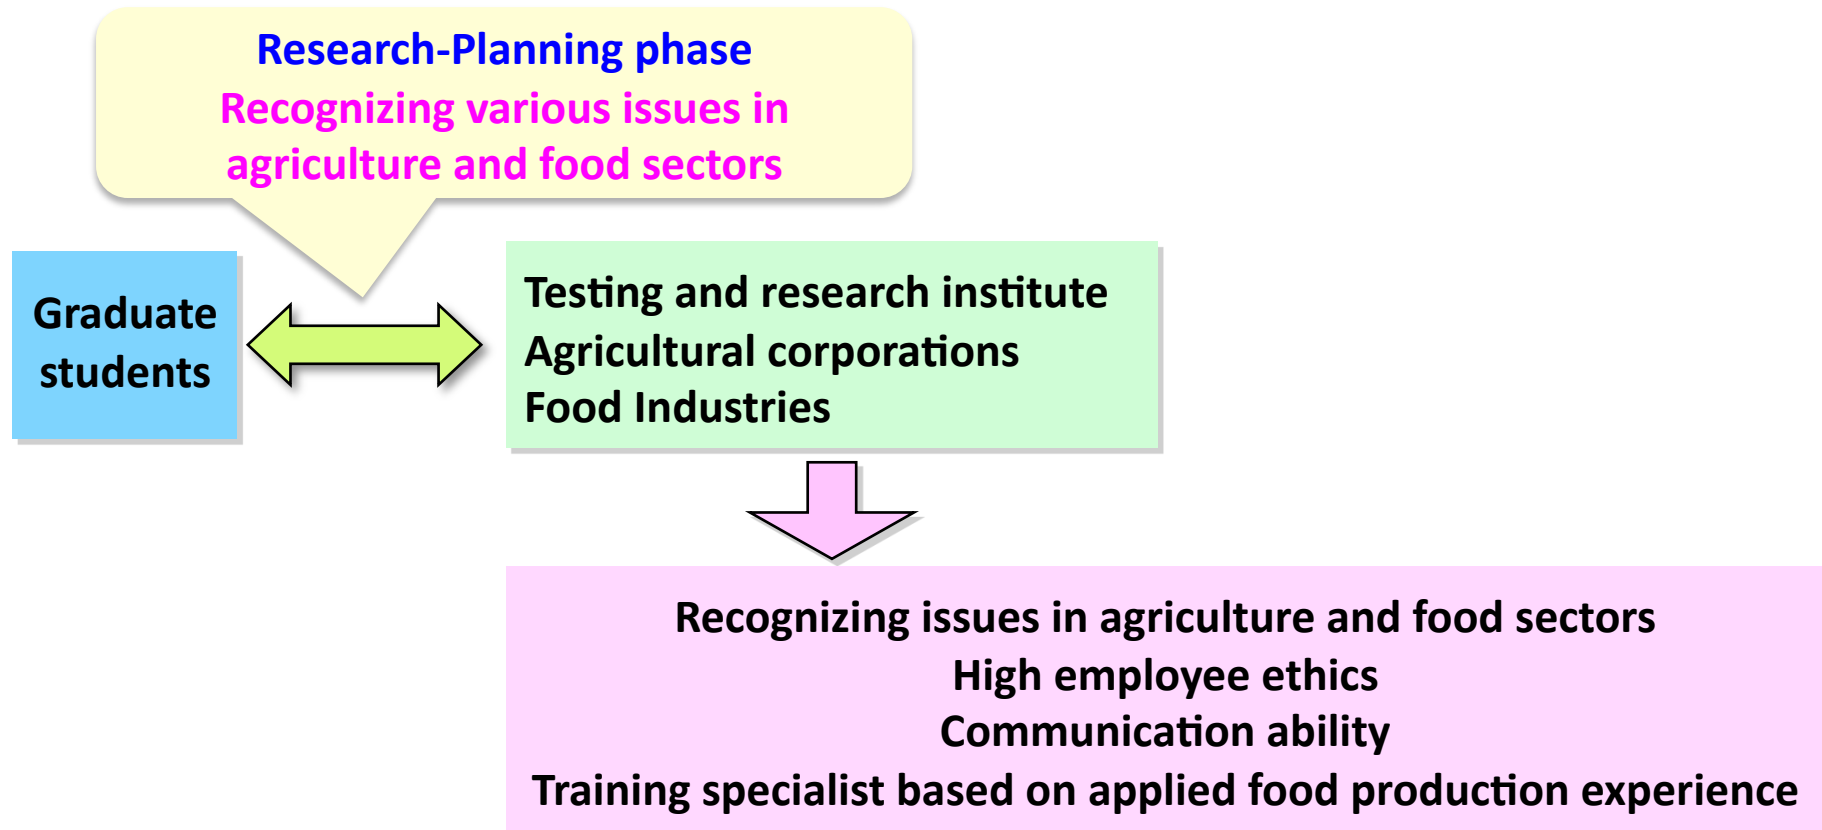 Research-Planning phase
Recognizing various issues in
agriculture and food sectors
Graduate
students
Testing and research institute
Agricultural corporations
Food Industries
Recognizing issues in agriculture and food sectors
High employee ethics
Communication ability
Training specialist based on applied food production experience